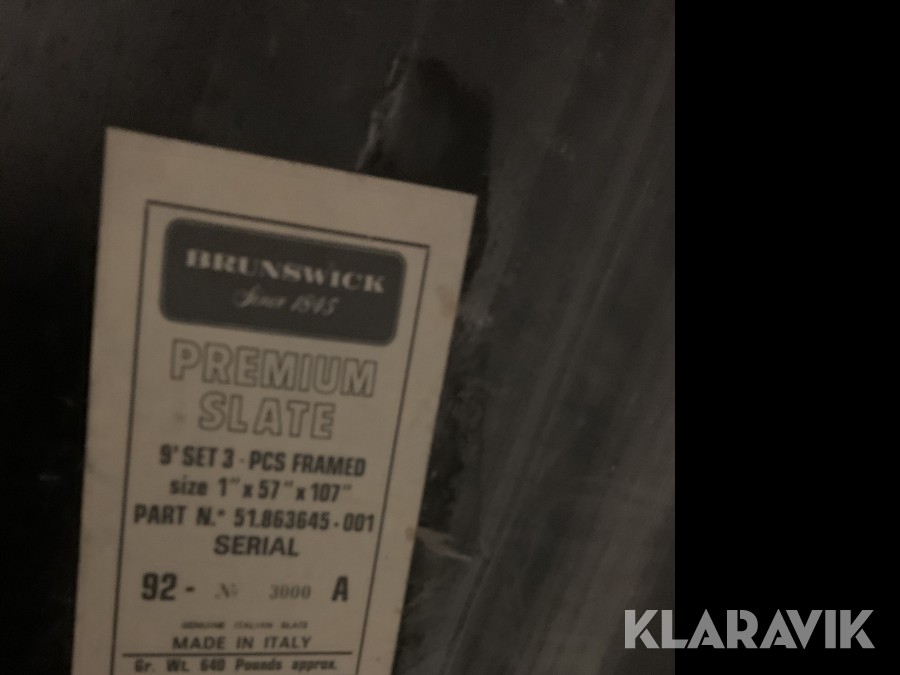 BRUNSWICK
Since 1845
PREMIUM
SLATE
9' SET 3 - PCS FRAMED
size 1" x 57" x 107"
PART N.° 51.863645-001
SERIAL
92 - No 3000 A
GENUINE ITALIAN SLATE
MADE IN ITALY
Gr. Wt. 640 Pounds approx.
KLARAVIK